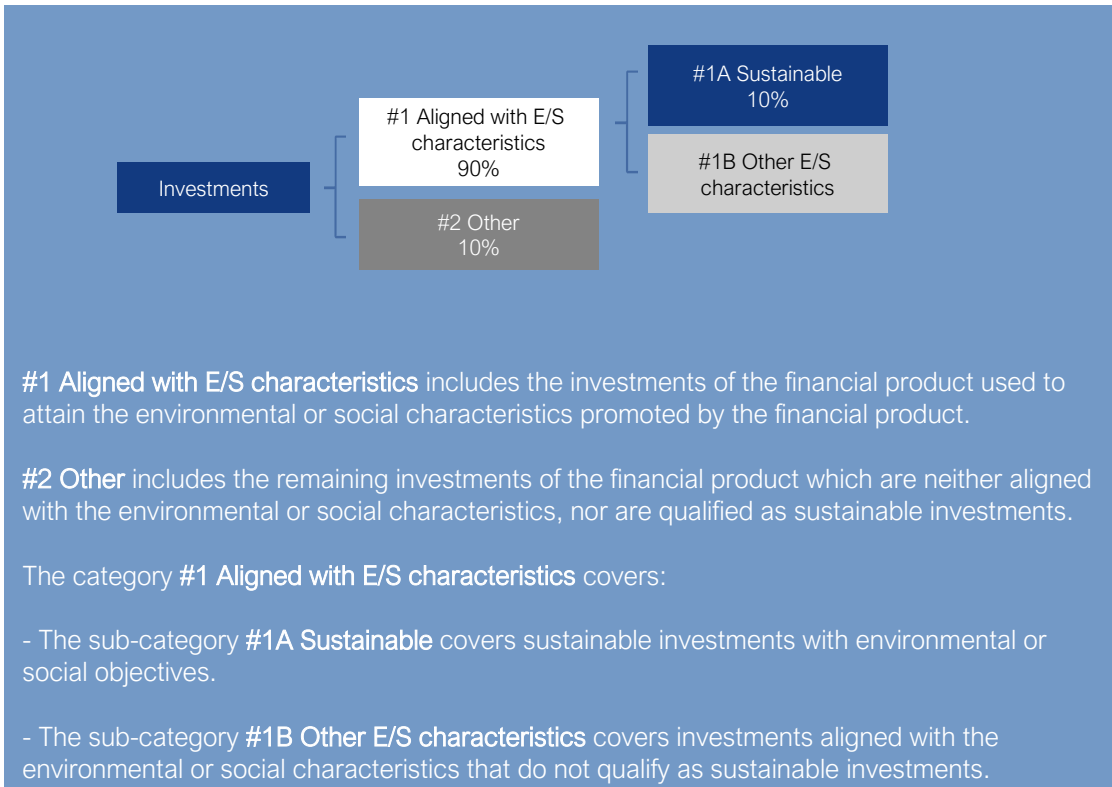 #1A Sustainable
10%
#1 Aligned with E/S
characteristics
90%
#1B Other E/S
characteristics
Investments
#2 Other
10%
#1 Aligned with E/S characteristics includes the investments of the financial product used to
attain the environmental or social characteristics promoted by the financial product.
#2 Other includes the remaining investments of the financial product which are neither aligned
with the environmental or social characteristics, nor are qualified as sustainable investments.
The category #1 Aligned with E/S characteristics covers:
- The sub-category #1A Sustainable covers sustainable investments with environmental or
social objectives.
- The sub-category #1B Other E/S characteristics covers investments aligned with the
environmental or social characteristics that do not qualify as sustainable investments.